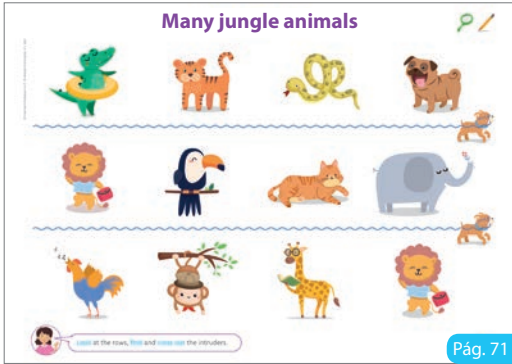 Many jungle animals
Look at the rows, find and cross out the intruders.
Pág. 71